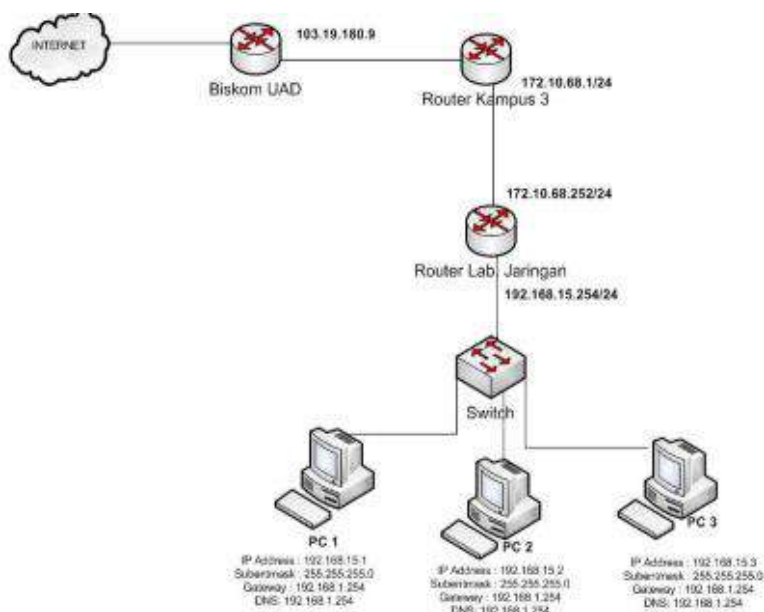 INTERNET
103.19.180.9
Biskom UAD
Router Kampus 3
172.10.68.1/24
172.10.68.252/24
Router Lab. Jaringan
192.168.15.254/24
Switch
PC 1
IP Address : 192.168.15.1
Subentmask : 255.255.255.0
Gateway : 192.168.1.254
DNS: 192.168.1.254
PC 2
IP Address : 192.168.15.2
Subentmask : 255.255.255.0
Gateway : 192.168.1.254
DNS: 192.168.1.254
PC 3
IP Address : 192.168.15.3
Subentmask : 255.255.255.0
Gateway : 192.168.1.254
DNS: 192.168.1.254